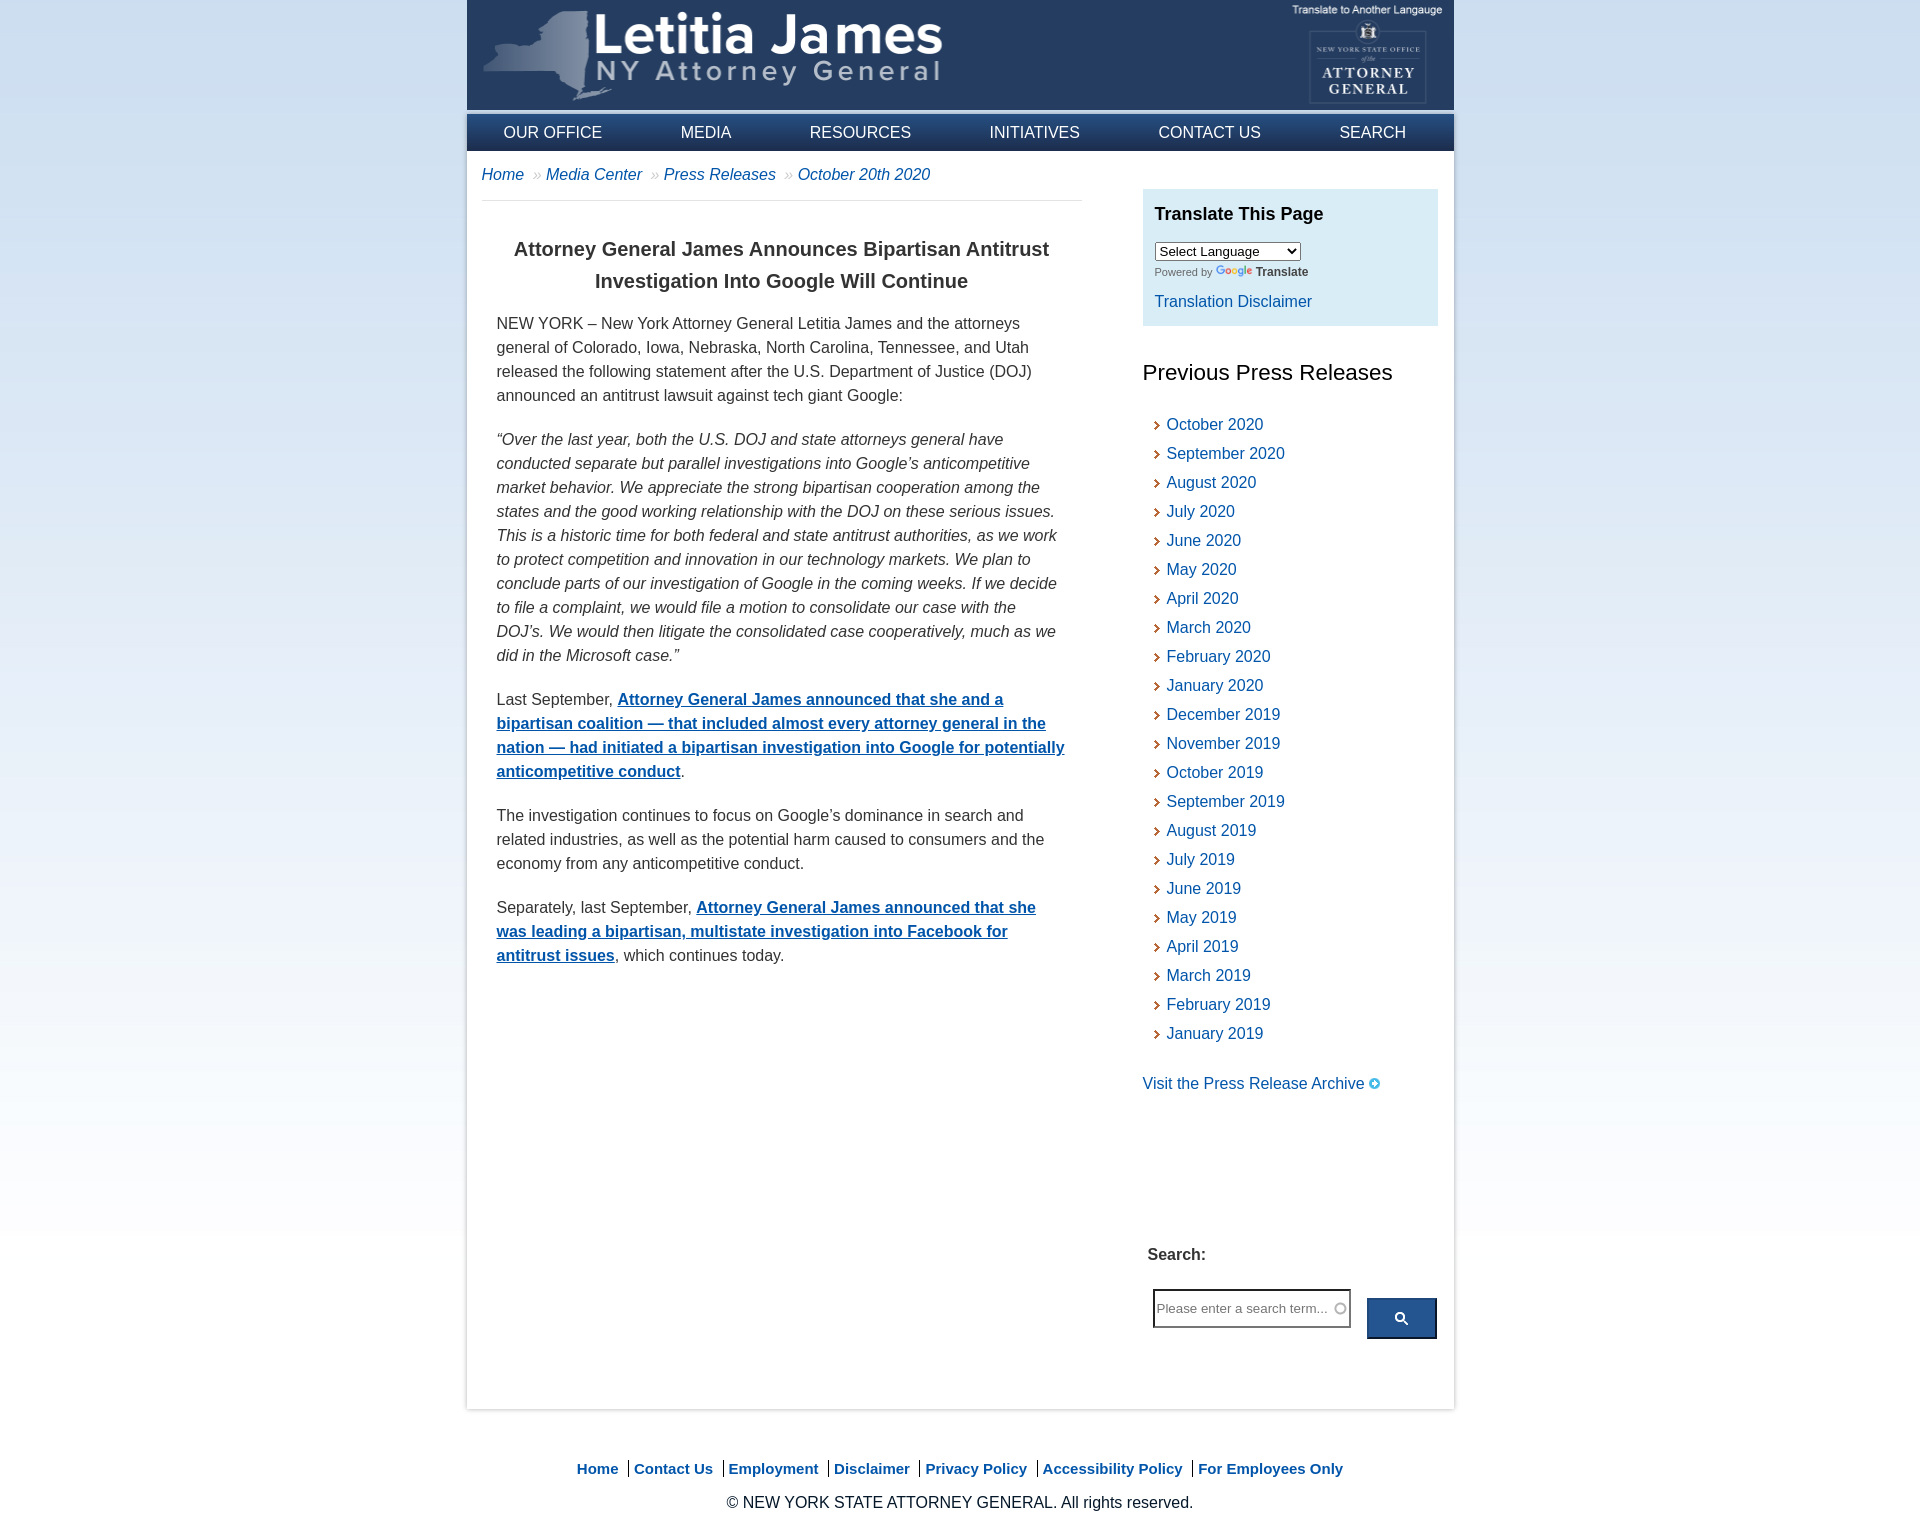 Letitia James
NY Attorney General
Translate to Another Langauge
NEW YORK STATE OFFICE
of the
ATTORNEY
GENERAL
OUR OFFICE
MEDIA
RESOURCES
INITIATIVES
CONTACT US
SEARCH
Home » Media Center » Press Releases » October 20th 2020
Attorney General James Announces Bipartisan Antitrust
Investigation Into Google Will Continue
NEW YORK – New York Attorney General Letitia James and the attorneys
general of Colorado, Iowa, Nebraska, North Carolina, Tennessee, and Utah
released the following statement after the U.S. Department of Justice (DOJ)
announced an antitrust lawsuit against tech giant Google:
“Over the last year, both the U.S. DOJ and state attorneys general have
conducted separate but parallel investigations into Google’s anticompetitive
market behavior. We appreciate the strong bipartisan cooperation among the
states and the good working relationship with the DOJ on these serious issues.
This is a historic time for both federal and state antitrust authorities, as we work
to protect competition and innovation in our technology markets. We plan to
conclude parts of our investigation of Google in the coming weeks. If we decide
to file a complaint, we would file a motion to consolidate our case with the
DOJ’s. We would then litigate the consolidated case cooperatively, much as we
did in the Microsoft case.”
Last September, Attorney General James announced that she and a
bipartisan coalition — that included almost every attorney general in the
nation — had initiated a bipartisan investigation into Google for potentially
anticompetitive conduct.
The investigation continues to focus on Google’s dominance in search and
related industries, as well as the potential harm caused to consumers and the
economy from any anticompetitive conduct.
Separately, last September, Attorney General James announced that she
was leading a bipartisan, multistate investigation into Facebook for
antitrust issues, which continues today.
Translate This Page
Select Language
Powered by Google Translate
Translation Disclaimer
Previous Press Releases
October 2020
September 2020
August 2020
July 2020
June 2020
May 2020
April 2020
March 2020
February 2020
January 2020
December 2019
November 2019
October 2019
September 2019
August 2019
July 2019
June 2019
May 2019
April 2019
March 2019
February 2019
January 2019
Visit the Press Release Archive
Search:
Please enter a search term...
Home | Contact Us | Employment | Disclaimer | Privacy Policy | Accessibility Policy | For Employees Only
© NEW YORK STATE ATTORNEY GENERAL. All rights reserved.